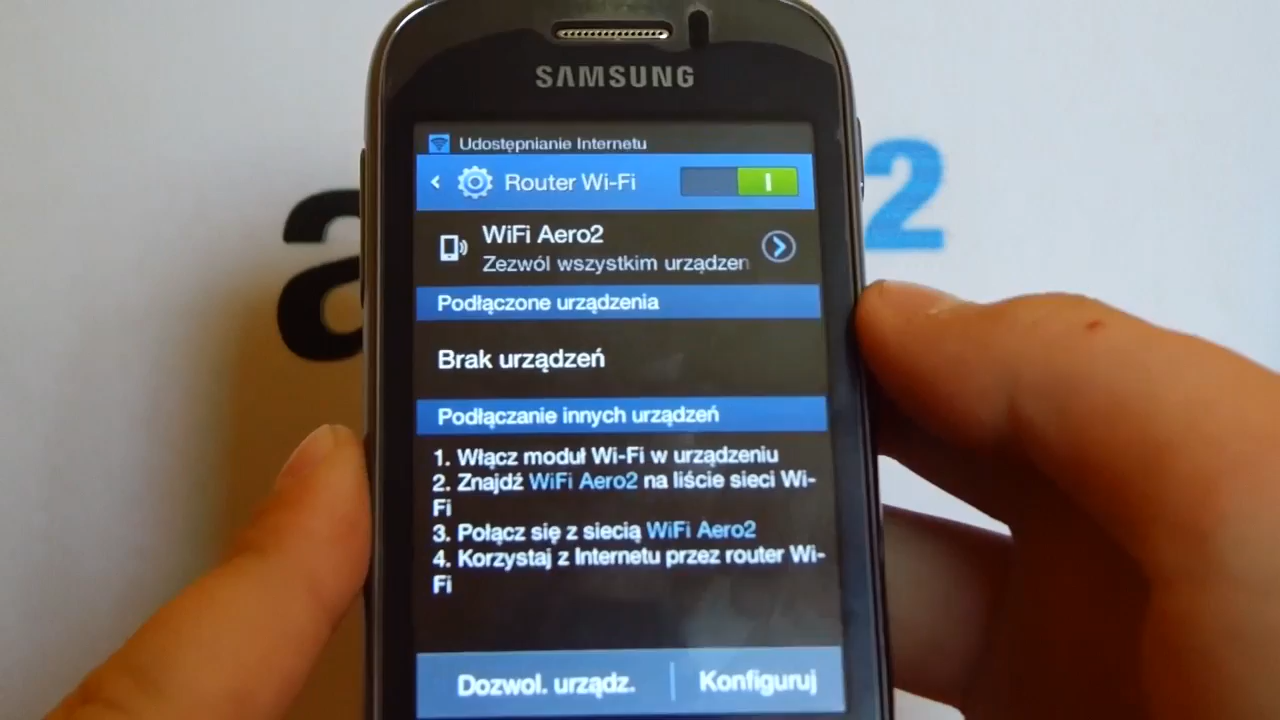 SAMSUNG
Udostępnianie Internetu
Router Wi-Fi
WiFi Aero2
Zezwól wszystkim urządzen
Podłączone urządzenia
Brak urządzeń
Podłączanie innych urządzeń
1. Włącz moduł Wi-Fi w urządzeniu
2. Znajdź WiFi Aero2 na liście sieci Wi-
Fi
3. Połącz się z siecią WiFi Aero2
4. Korzystaj z Internetu przez router Wi-
Fi
Dozwol. urządz.
Konfiguruj
a
2